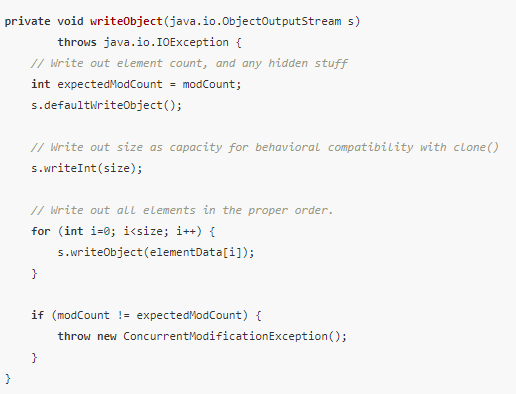 private void writeObject(java.io.ObjectOutputStream s)
throws java.io.IOException {
// Write out element count, and any hidden stuff
int expectedModCount = modCount;
s.defaultWriteObject();
// Write out size as capacity for behavioral compatibility with clone()
s.writeInt(size);
// Write out all elements in the proper order.
for (int i=0; i<size; i++) {
s.writeObject(elementData[i]);
}
if (modCount != expectedModCount) {
throw new ConcurrentModificationException();
}
}